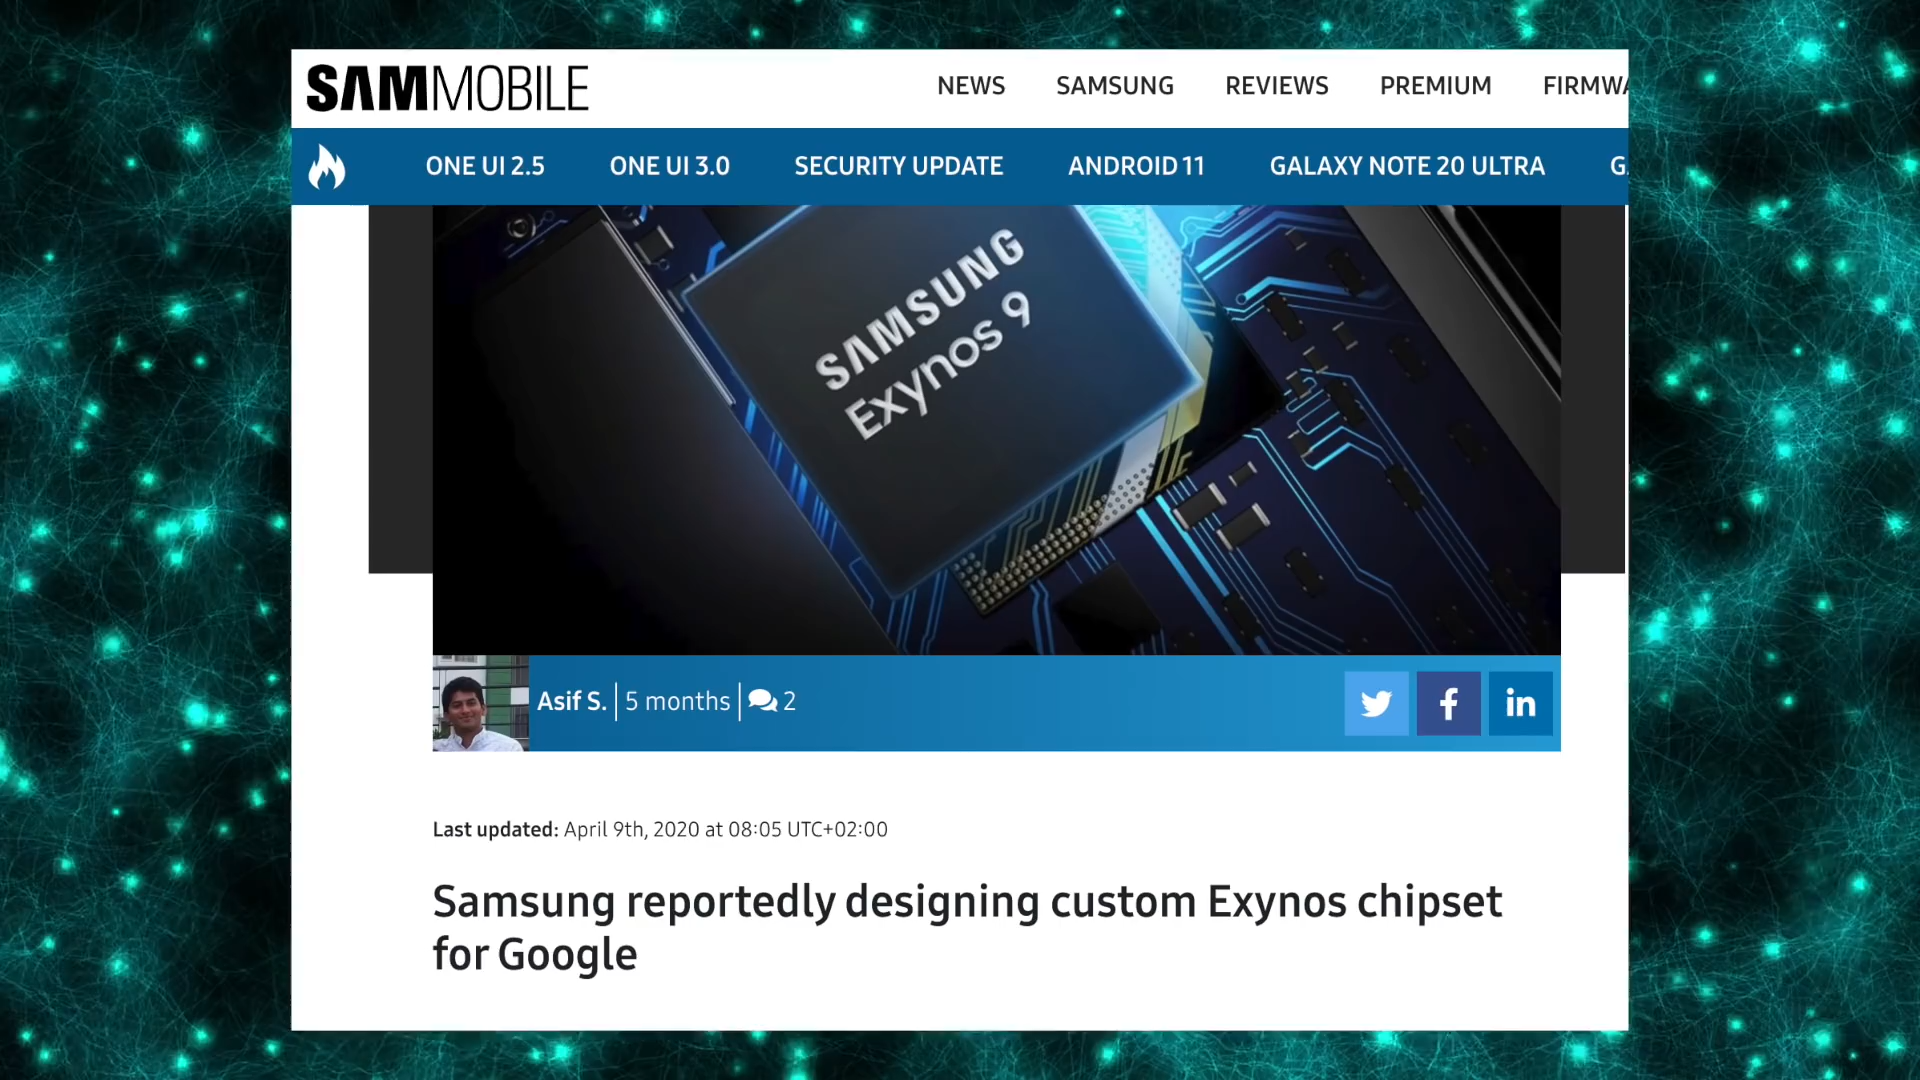 SAMMOBILE
NEWS SAMSUNG REVIEWS PREMIUM FIRMWA
ONE UI 2.5 ONE UI 3.0 SECURITY UPDATE ANDROID 11 GALAXY NOTE 20 ULTRA GA
SAMSUNG
Exynos 9
Asif S. 5 months 2
Last updated: April 9th, 2020 at 08:05 UTC+02:00
Samsung reportedly designing custom Exynos chipset
for Google